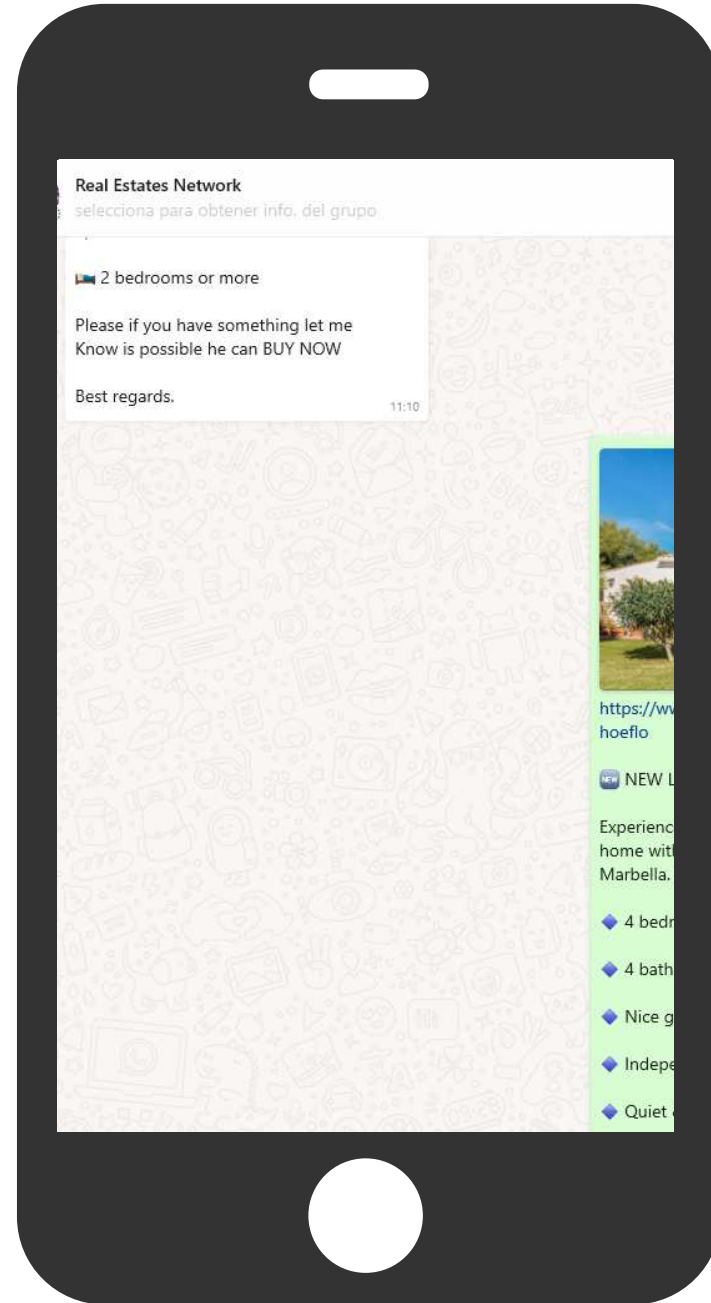 Real Estates Network
selecciona para obtener info. del grupo
🛏️ 2 bedrooms or more
Please if you have something let me
Know is possible he can BUY NOW
Best regards.
11:10
https://ww
hoeflo
🆕 NEW L
Experienc
home with
Marbella.
🔹 4 bedr
🔹 4 bath
🔹 Nice g
🔹 Indepe
🔹 Quiet